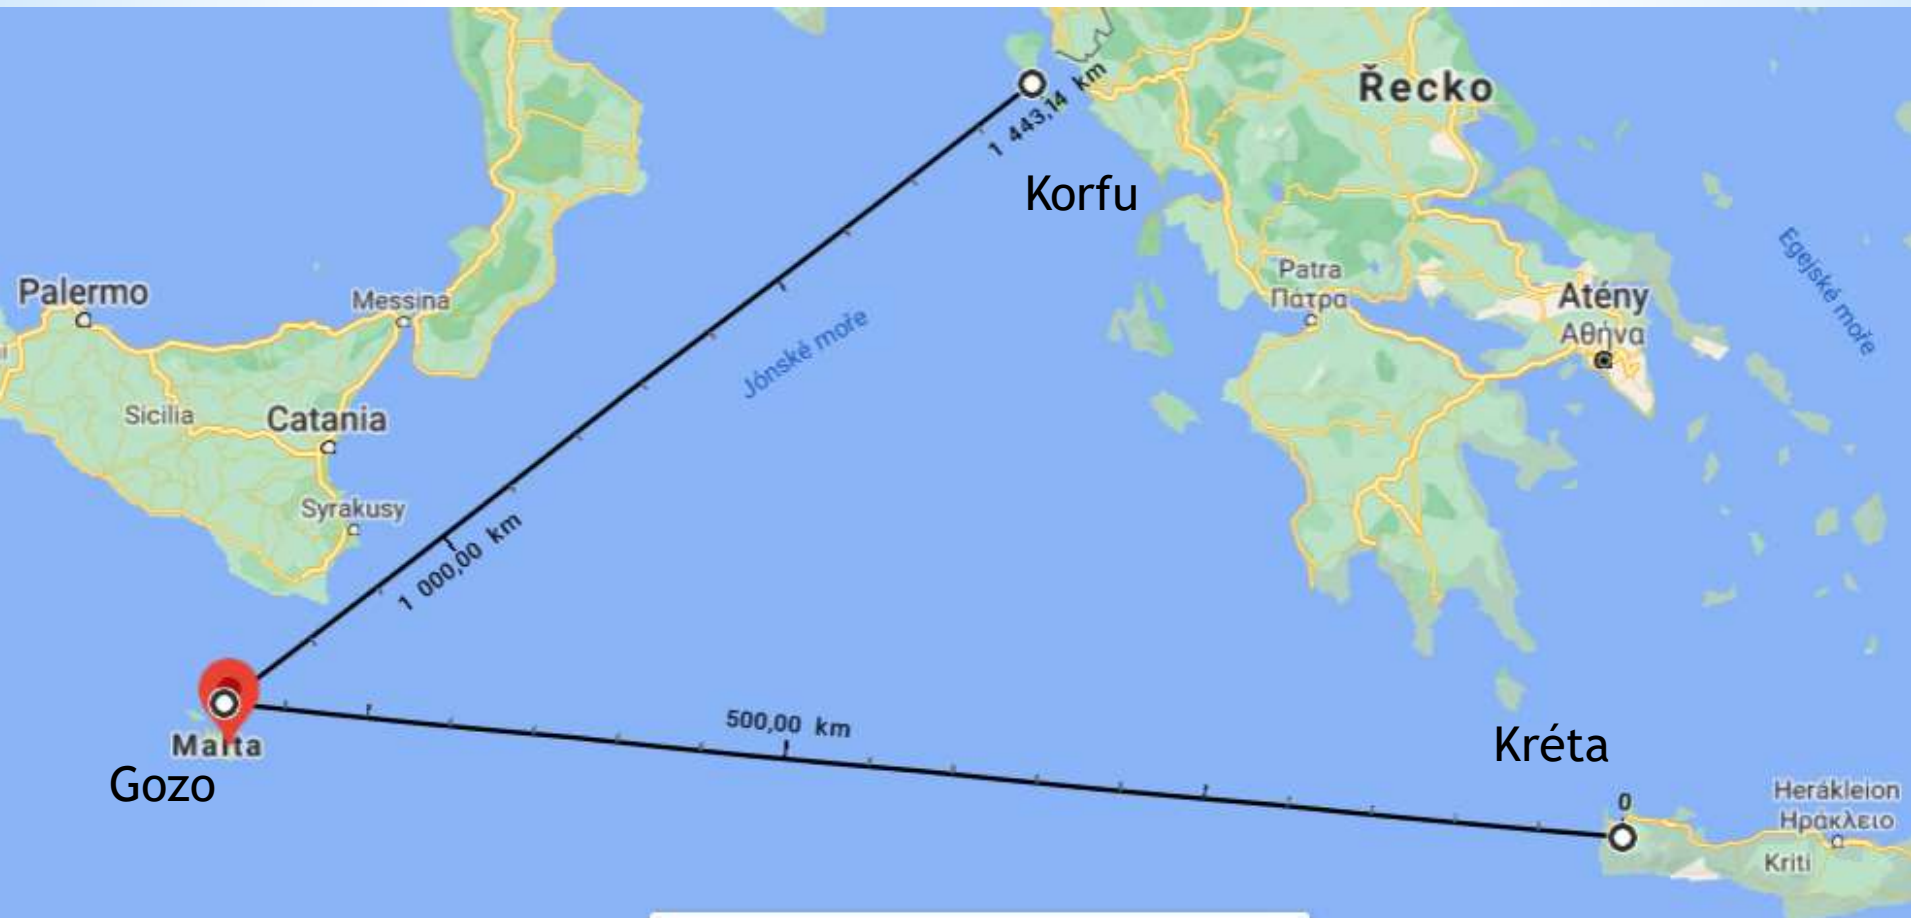 Řecko
1 443,14 km
Korfu
Egejské moře
Palermo
Messina
Patra
Πάτρα
Atény
Αθήνα
Jónské moře
Sicilia
Catania
Syrakusy
1 000,00 km
500,00 km
Malta
Gozo
Kréta
0
Herákleion
Ηράκλειο
Kriti